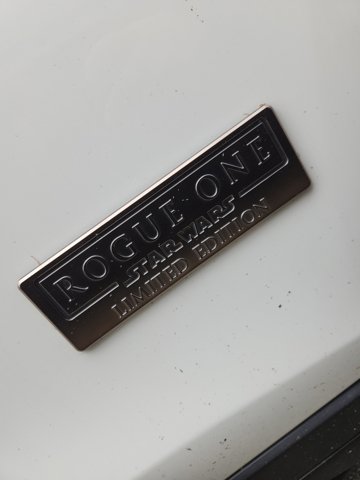 ROGUE ONE
STAR WARS
LIMITED EDITION